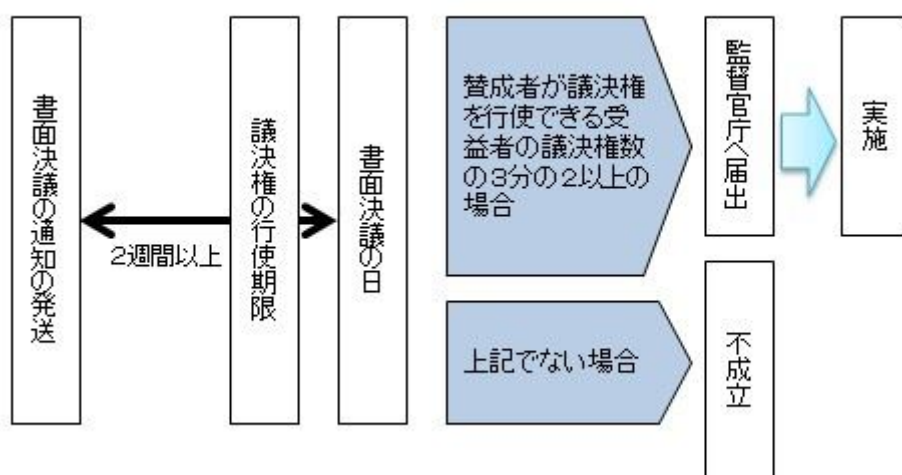 書面決議の通知の発送
2週間以上
議決権の行使期限
書面決議の日
賛成者が議決権
を行使できる受
益者の議決権数
の3分の2以上の
場合
監督官庁へ届出
実施
上記でない場合
不成立